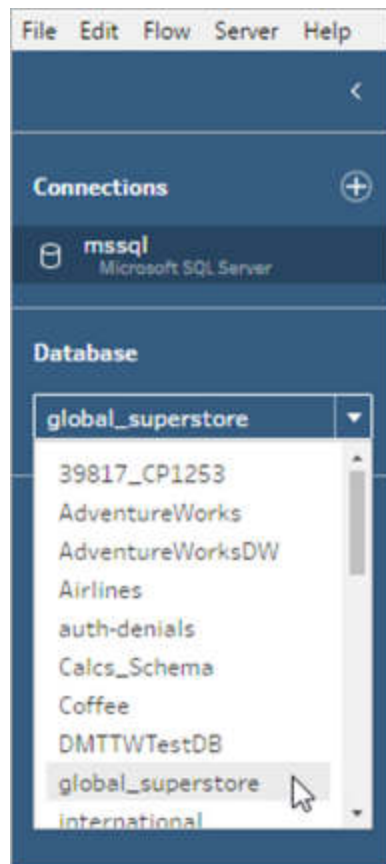 File Edit Flow Server Help
Connections
mssql
Microsoft SQL Server
Database
global_superstore
39817_CP1253
AdventureWorks
AdventureWorksDW
Airlines
auth-denials
Calcs_Schema
Coffee
DMTTWTestDB
global_superstore
international